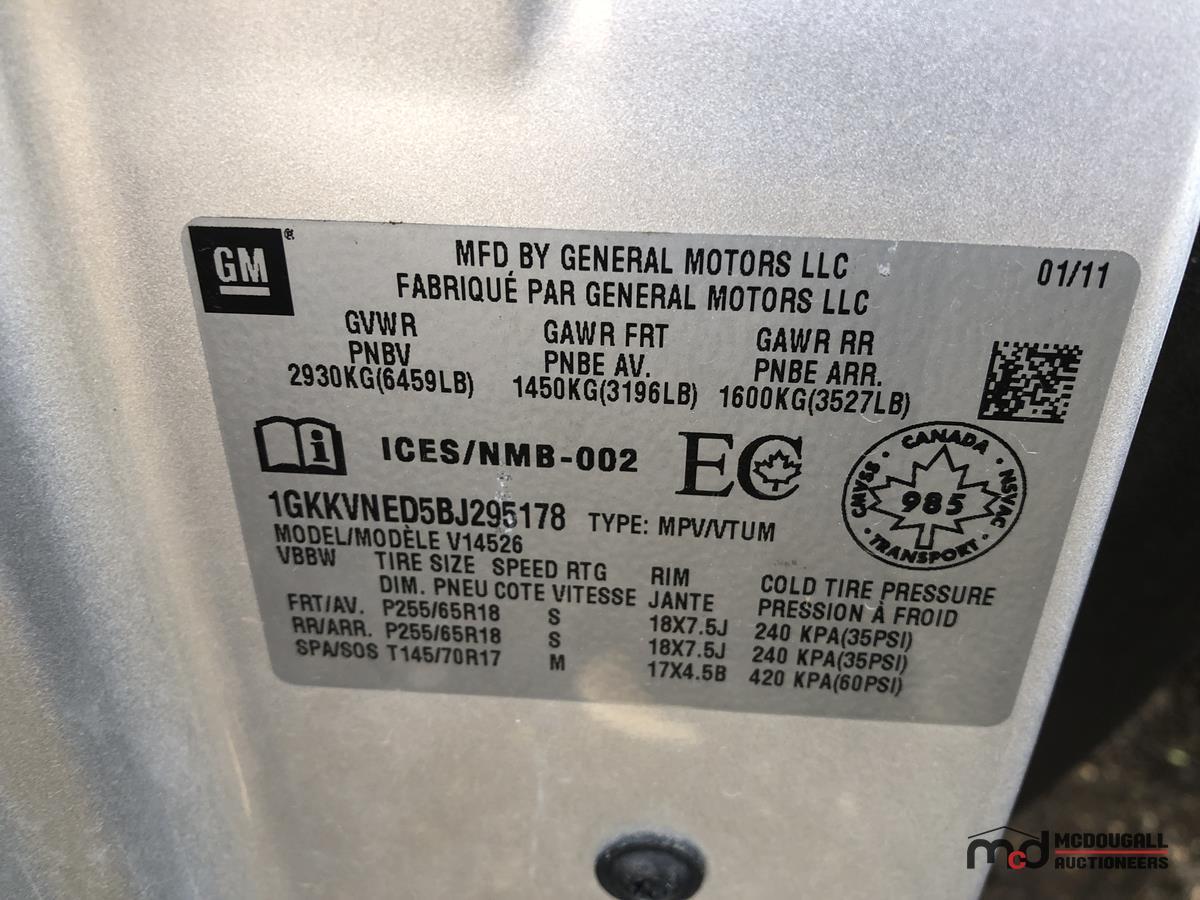 GM®
MFD BY GENERAL MOTORS LLC
01/11
FABRIQUÉ PAR GENERAL MOTORS LLC
GVWR GAWR FRT GAWR RR
PNBV PNBE AV. PNBE ARR.
2930KG(6459LB) 1450KG(3196LB) 1600KG(3527LB)
i ICES/NMB-002 EC
CANADA
CMVSS 985 NSVAC
TRANSPORT
1GKKVNED5BJ295178 TYPE: MPV/VTUM
MODEL/MODÈLE V14526
VBBW TIRE SIZE SPEED RTG RIM COLD TIRE PRESSURE
DIM. PNEU COTE VITESSE JANTE PRESSION À FROID
FRT/AV. P255/65R18 S 18X7.5J 240 KPA(35PSI)
RR/ARR. P255/65R18 S 18X7.5J 240 KPA(35PSI)
SPA/SOS T145/70R17 M 17X4.5B 420 KPA(60PSI)
mcd MCDOUGALL
AUCTIONEERS